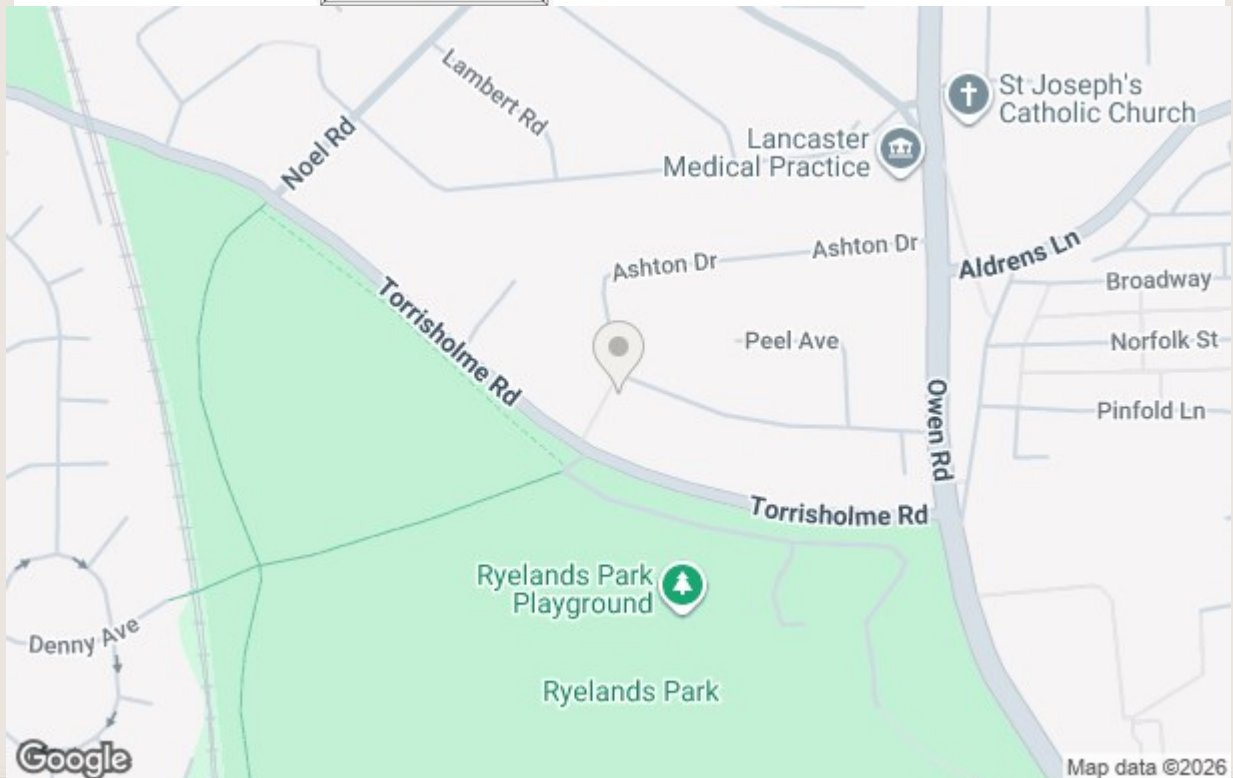 Lambert Rd
St Joseph's
Catholic Church
Noel Rd
Lancaster
Medical Practice
Ashton Dr
Ashton Dr
Aldrens Ln
Broadway
Torrisholme Rd
Peel Ave
Norfolk St
Owen Rd
Pinfold Ln
Torrisholme Rd
Ryelands Park
Playground
Denny Ave
Ryelands Park
Google
Map data ©2026